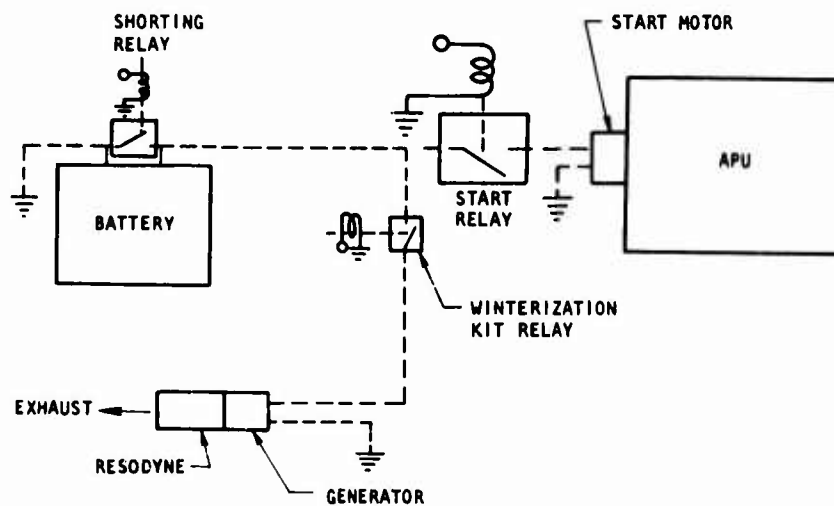 SHORTING
RELAY
START MOTOR
APU
START
RELAY
BATTERY
WINTERIZATION
KIT RELAY
EXHAUST
RESODYNE
GENERATOR